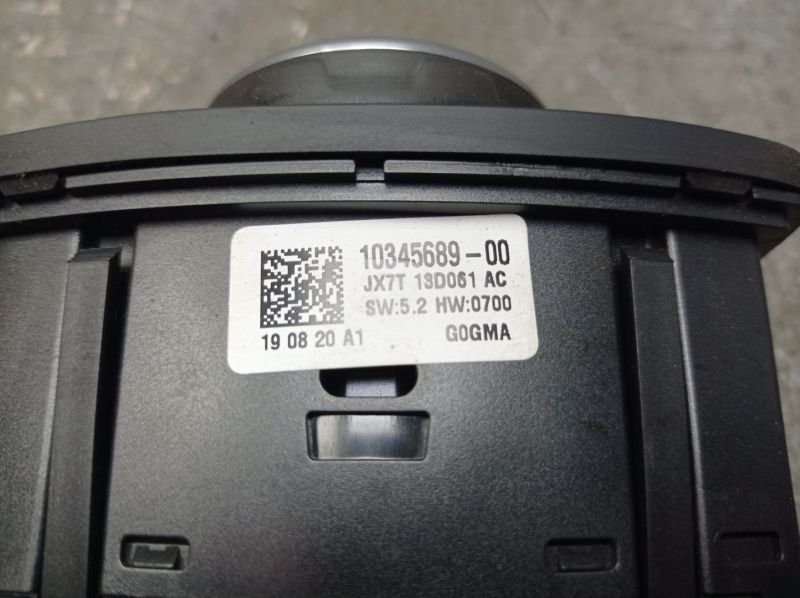 10345689-00
JX7T 13D061 AC
SW:5.2 HW:0700
19 08 20 A1 G0GMA